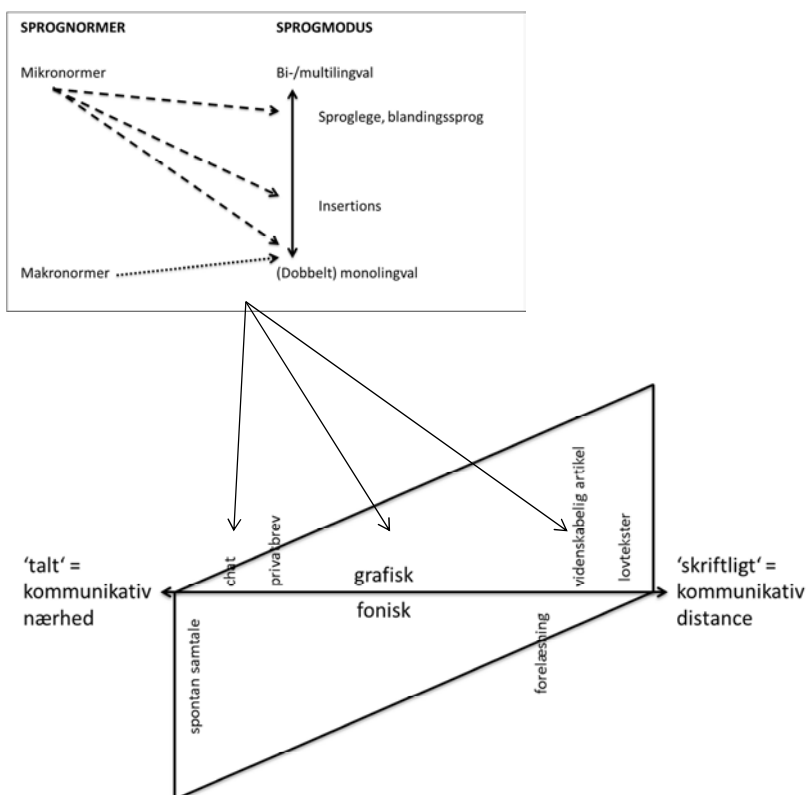 SPROGNORMER
SPROGMODUS
Mikronormer
Bi-/multilingval
Sproglege, blandingssprog
Insertions
Makronormer
(Dobbelt) monolingval
'talt' =
kommunikativ
nærhed
chat
privatbrev
grafisk
fonisk
videnskabelig artikel
lovtekster
'skriftligt' =
kommunikativ
distance
spontan samtale
forelæsning